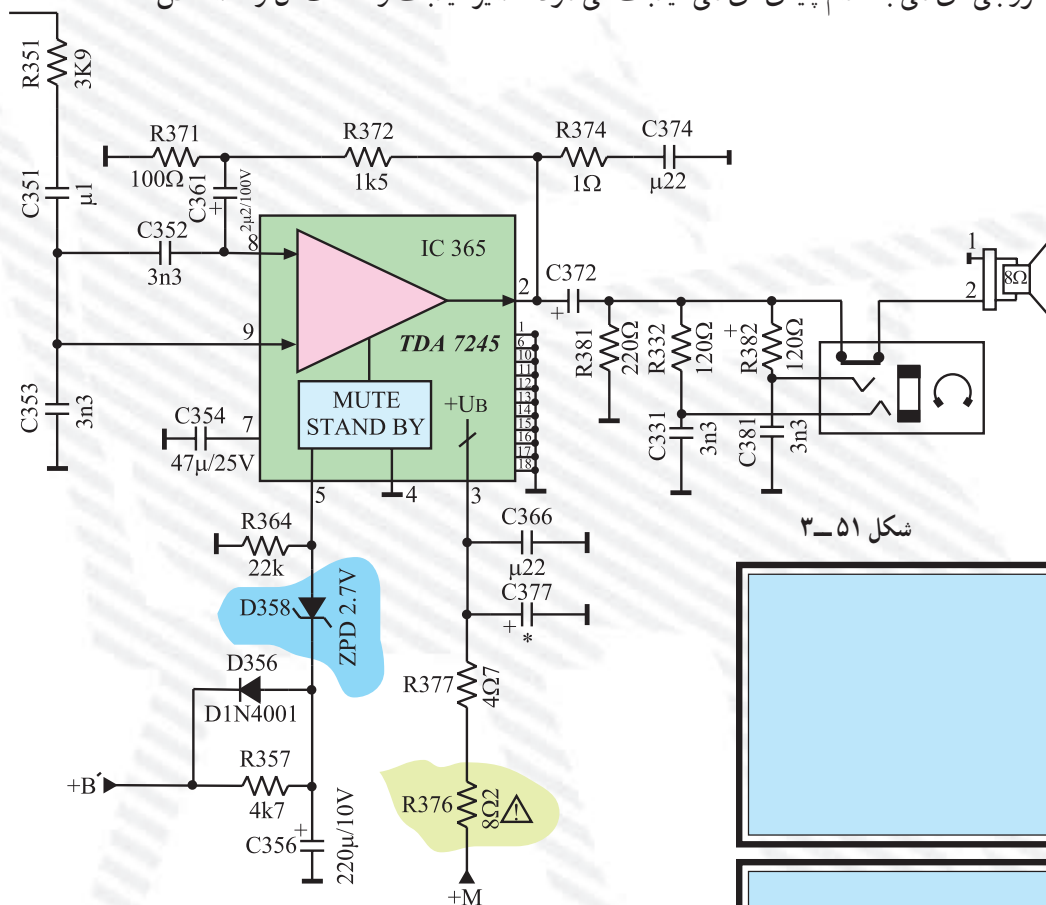 R351
3K9
C351
μ1
R371
100Ω
C361
+
2μ2/100V
R372
1k5
R374
1Ω
C374
μ22
C352
3n3
8
9
IC 365
TDA 7245
2
C372
+
1
6
10
11
12
13
14
15
16
17
18
R381
220Ω
R332
120Ω
+
R382
120Ω
1
2
8Ω
C353
3n3
C354
47μ/25V
7
MUTE
STAND BY
+UB
5
4
3
C331
3n3
C381
3n3
شکل ۵۱ ــ ۳
R364
22k
C366
μ22
C377
+
*
D358
ZPD 2.7V
D356
D1N4001
R377
4Ω7
+B´
R357
4k7
R376
8Ω2
!
+
C356
220μ/10V
+M